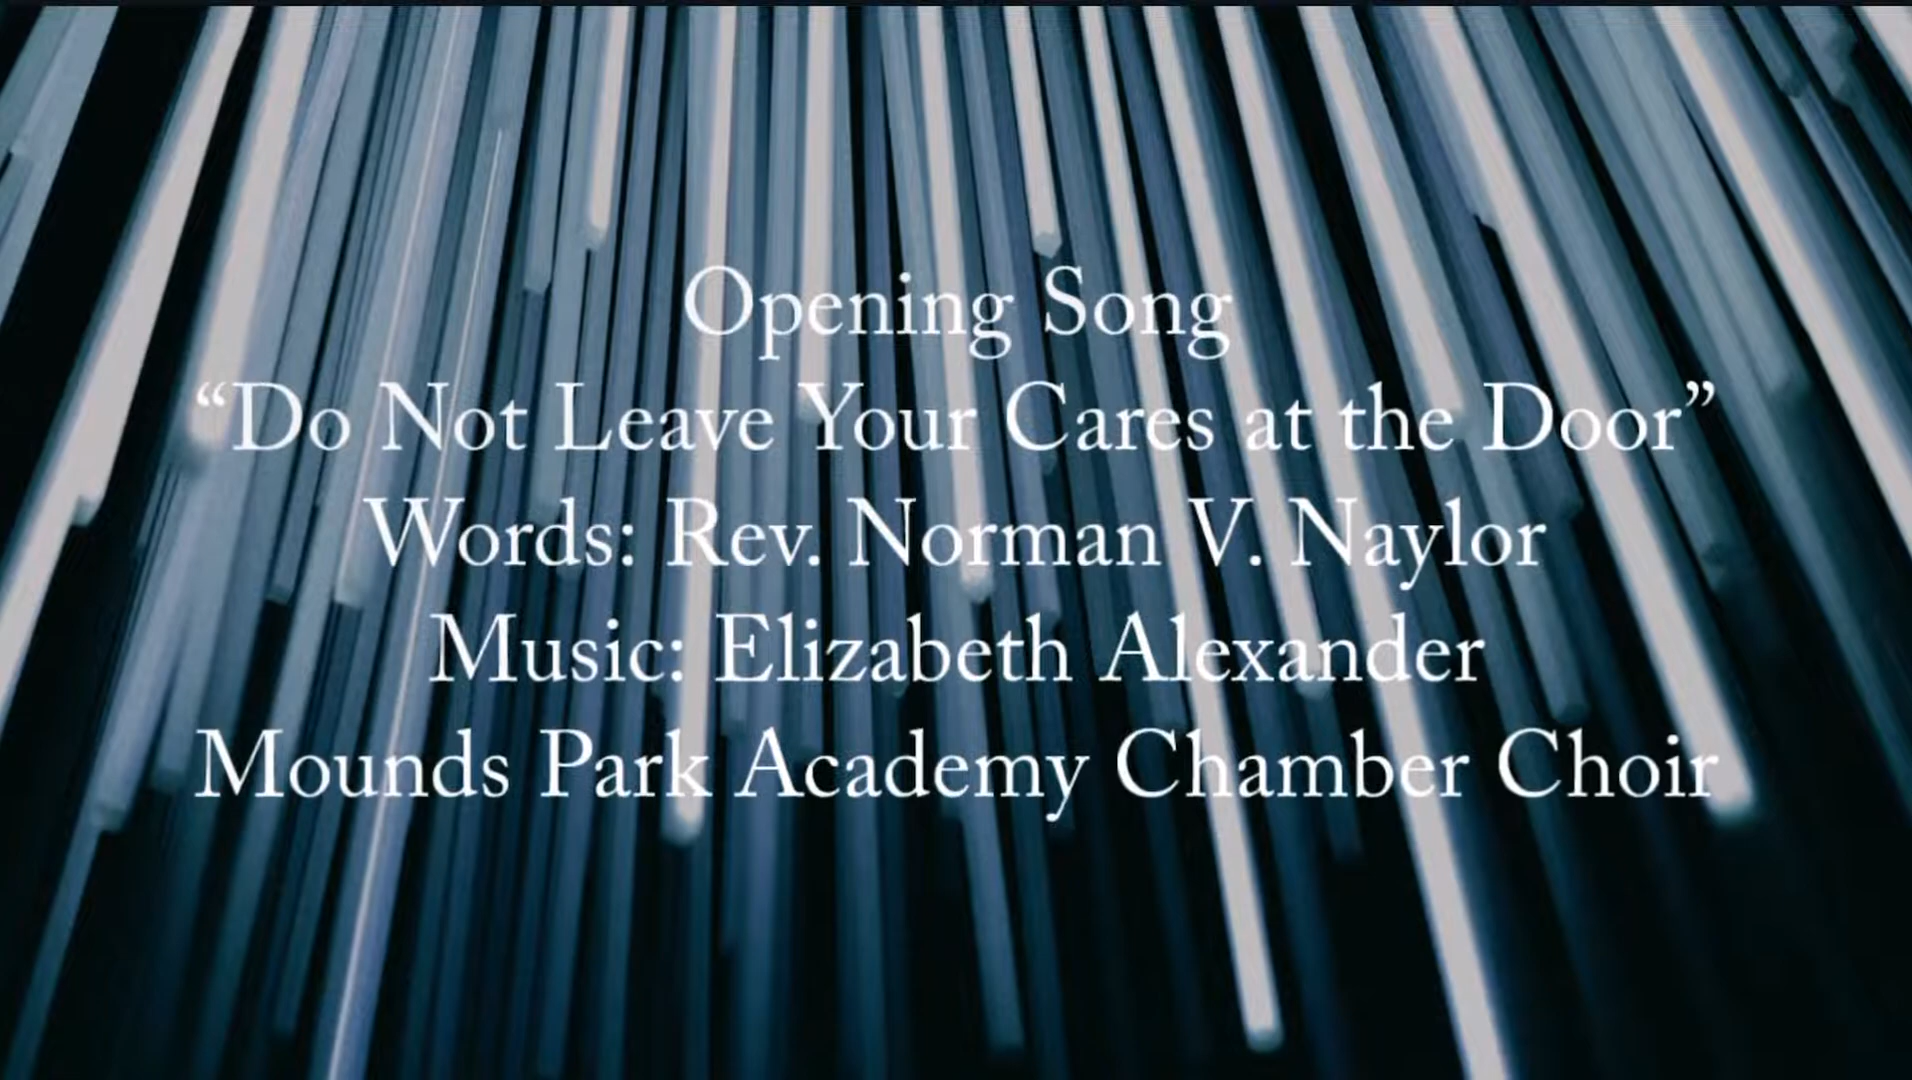 Opening Song
“Do Not Leave Your Cares at the Door”
Words: Rev. Norman V. Naylor
Music: Elizabeth Alexander
Mounds Park Academy Chamber Choir